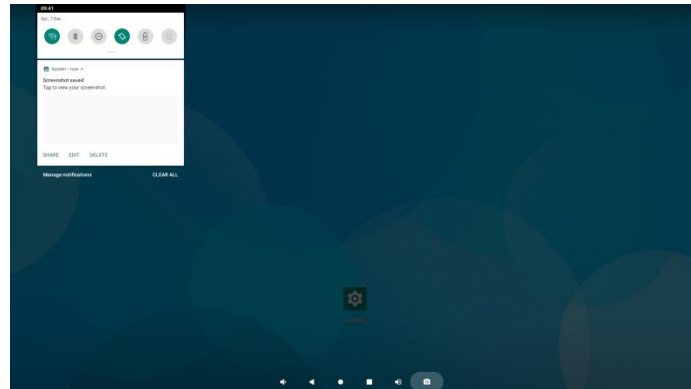 09:41
Sat, 7 Dec
System • now
Screenshot saved
Tap to view your screenshot
SHARE EDIT DELETE
Manage notifications CLEAR ALL